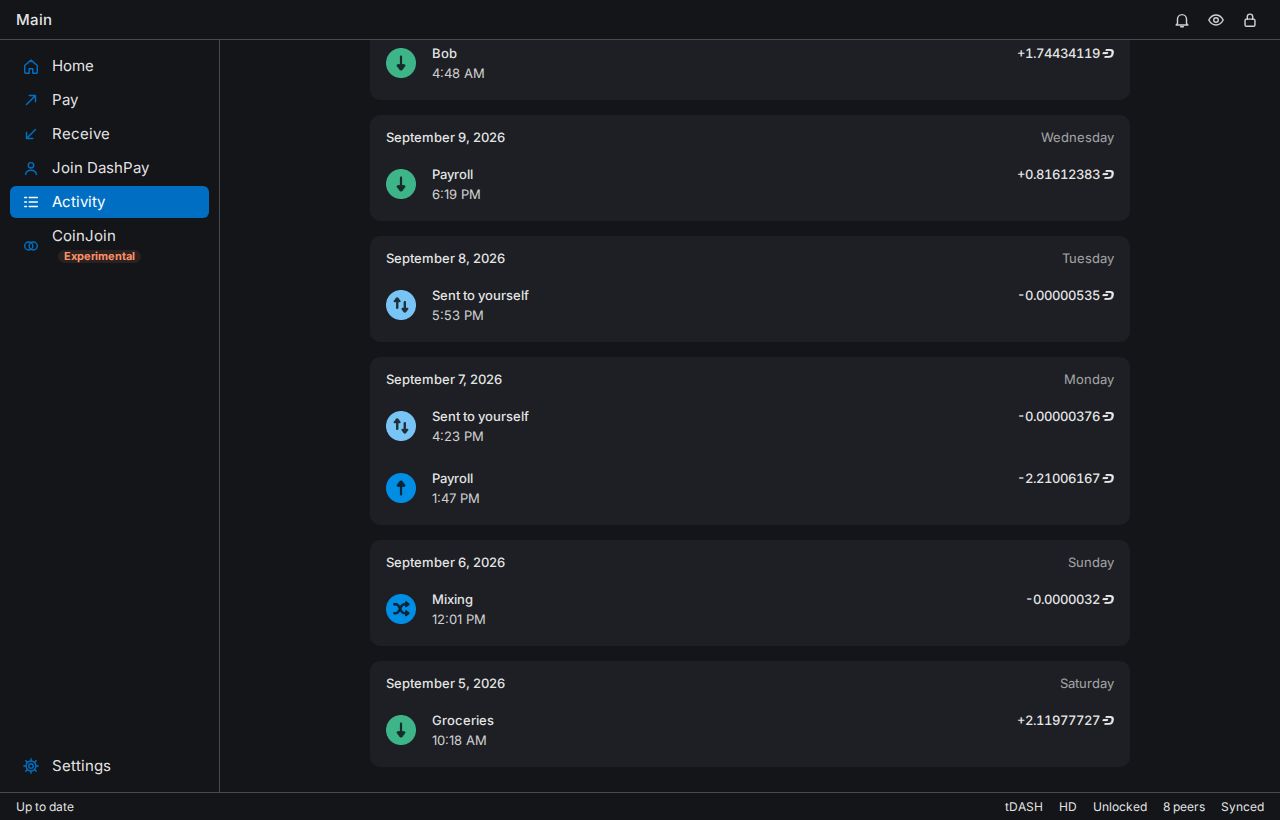 Main
Home
Pay
Receive
Join DashPay
Activity
CoinJoin
Experimental
Settings
Bob
+1.74434119
4:48 AM
September 9, 2026 Wednesday
Payroll +0.81612383
6:19 PM
September 8, 2026 Tuesday
Sent to yourself -0.00000535
5:53 PM
September 7, 2026 Monday
Sent to yourself -0.00000376
4:23 PM
Payroll -2.21006167
1:47 PM
September 6, 2026 Sunday
Mixing -0.0000032
12:01 PM
September 5, 2026 Saturday
Groceries +2.11977727
10:18 AM
Up to date tDASH HD Unlocked 8 peers Synced